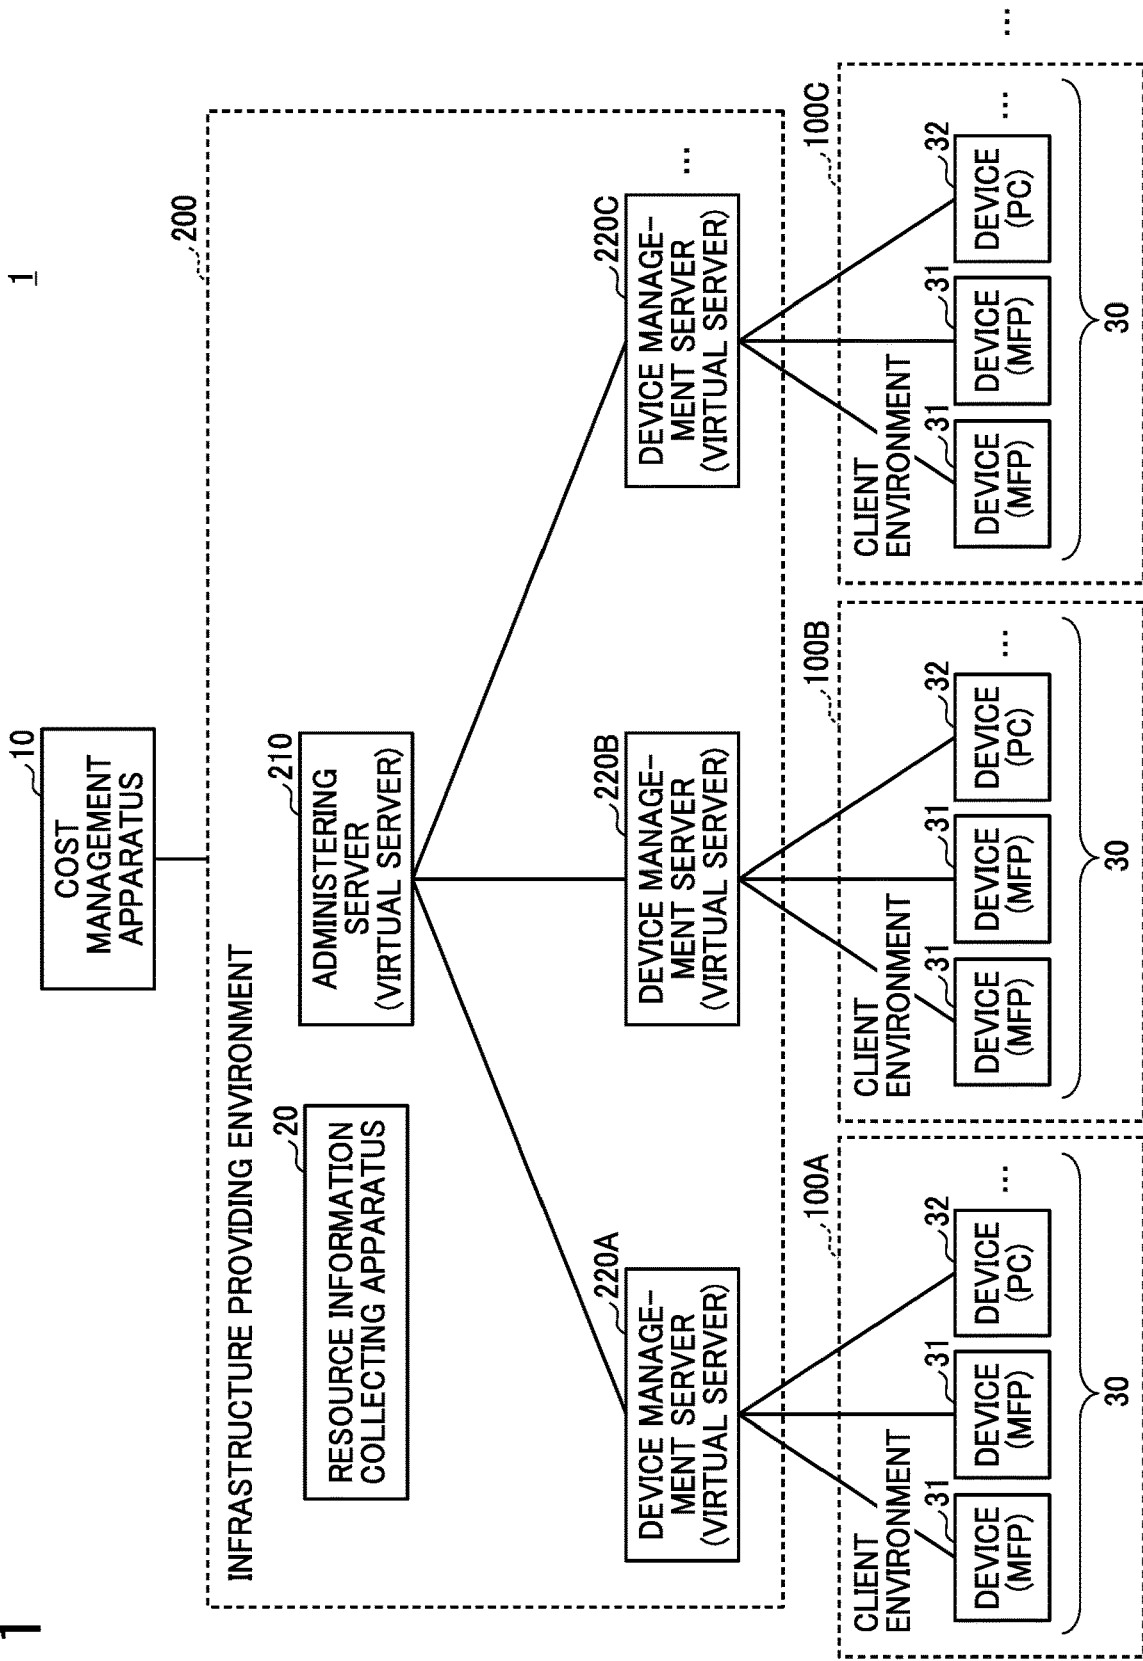 1
1
10
COST
MANAGEMENT
APPARATUS
200
INFRASTRUCTURE PROVIDING ENVIRONMENT
20
RESOURCE INFORMATION
COLLECTING APPARATUS
210
ADMINISTERING
SERVER
(VIRTUAL SERVER)
220A
DEVICE MANAGE-
MENT SERVER
(VIRTUAL SERVER)
220B
DEVICE MANAGE-
MENT SERVER
(VIRTUAL SERVER)
220C
DEVICE MANAGE-
MENT SERVER
(VIRTUAL SERVER)
...
100A
CLIENT
ENVIRONMENT
31
DEVICE
(MFP)
31
DEVICE
(MFP)
32
DEVICE
(PC)
...
30
100B
CLIENT
ENVIRONMENT
31
DEVICE
(MFP)
31
DEVICE
(MFP)
32
DEVICE
(PC)
...
30
100C
CLIENT
ENVIRONMENT
31
DEVICE
(MFP)
31
DEVICE
(MFP)
32
DEVICE
(PC)
...
30
...